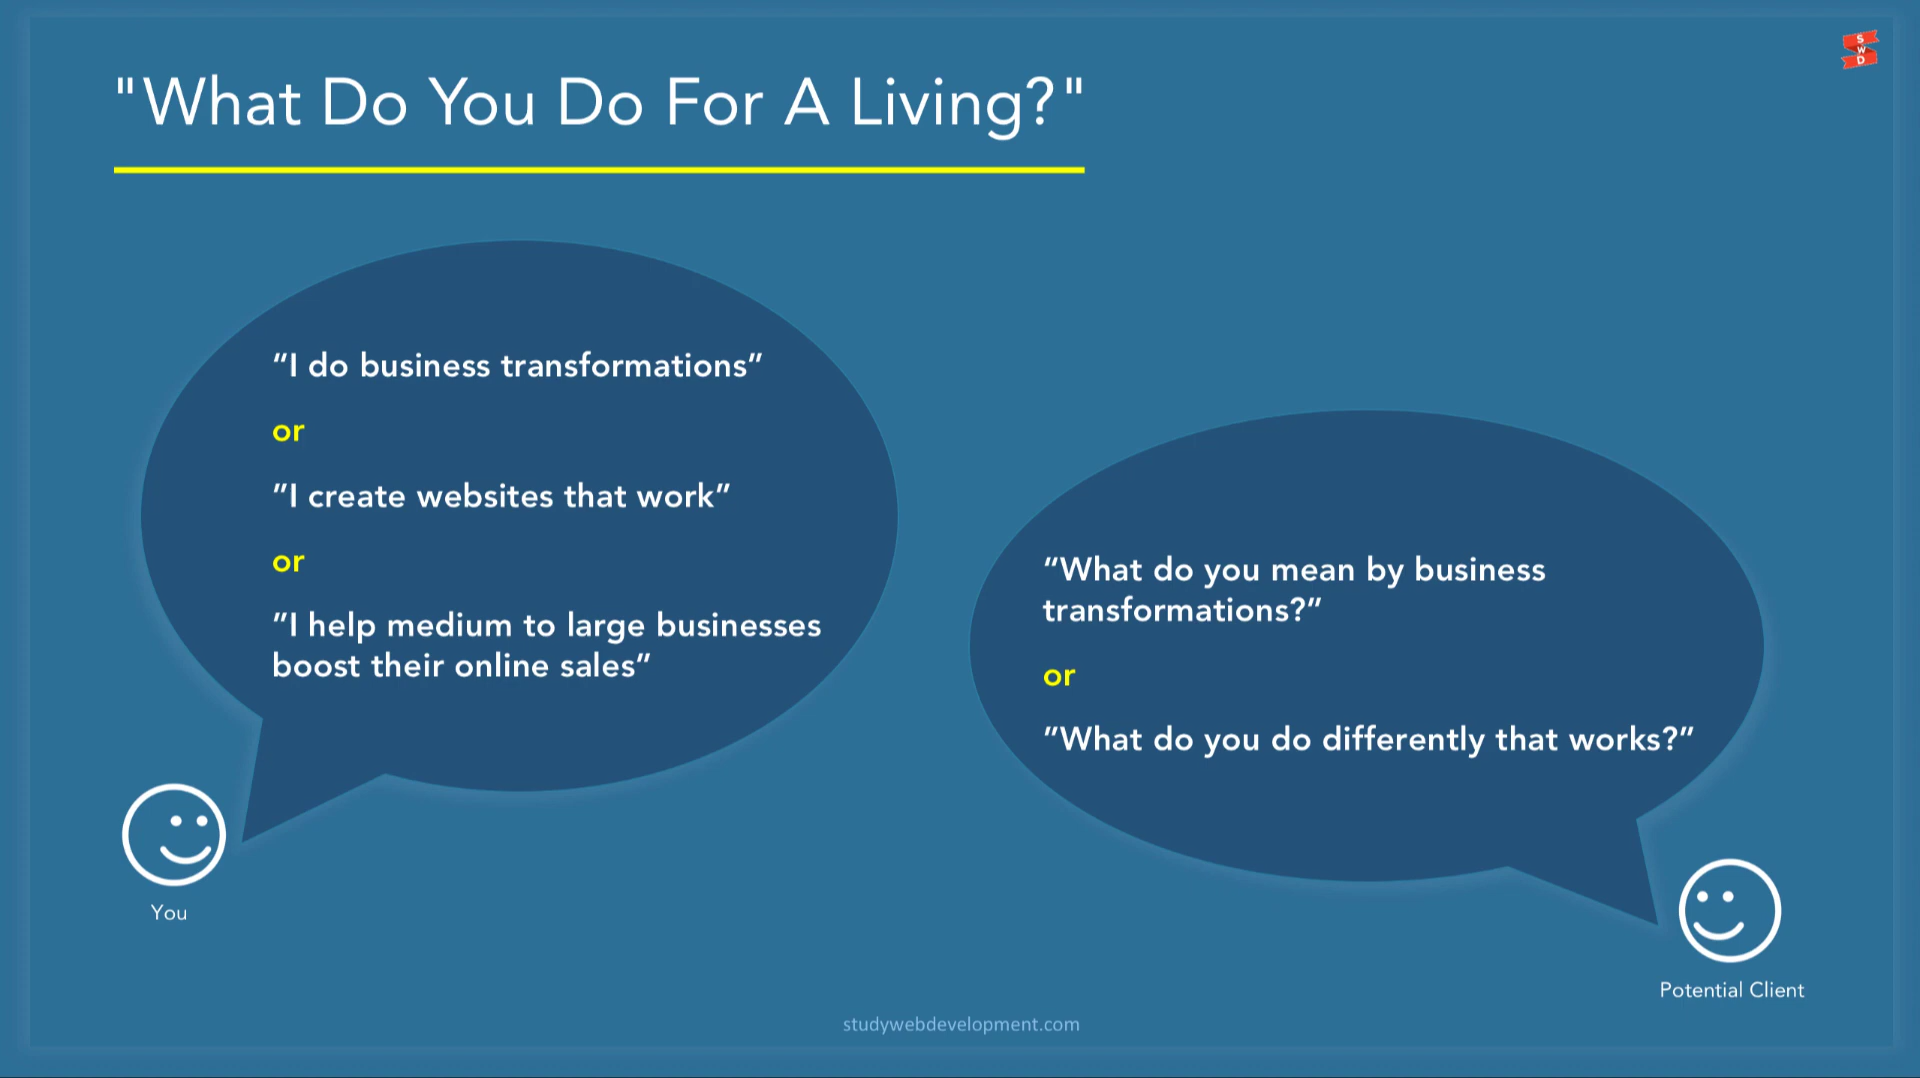 S
W
D
"What Do You Do For A Living?"
"I do business transformations"
or
"I create websites that work"
or
"I help medium to large businesses
boost their online sales"
You
"What do you mean by business
transformations?"
or
"What do you do differently that works?"
Potential Client
studywebdevelopment.com